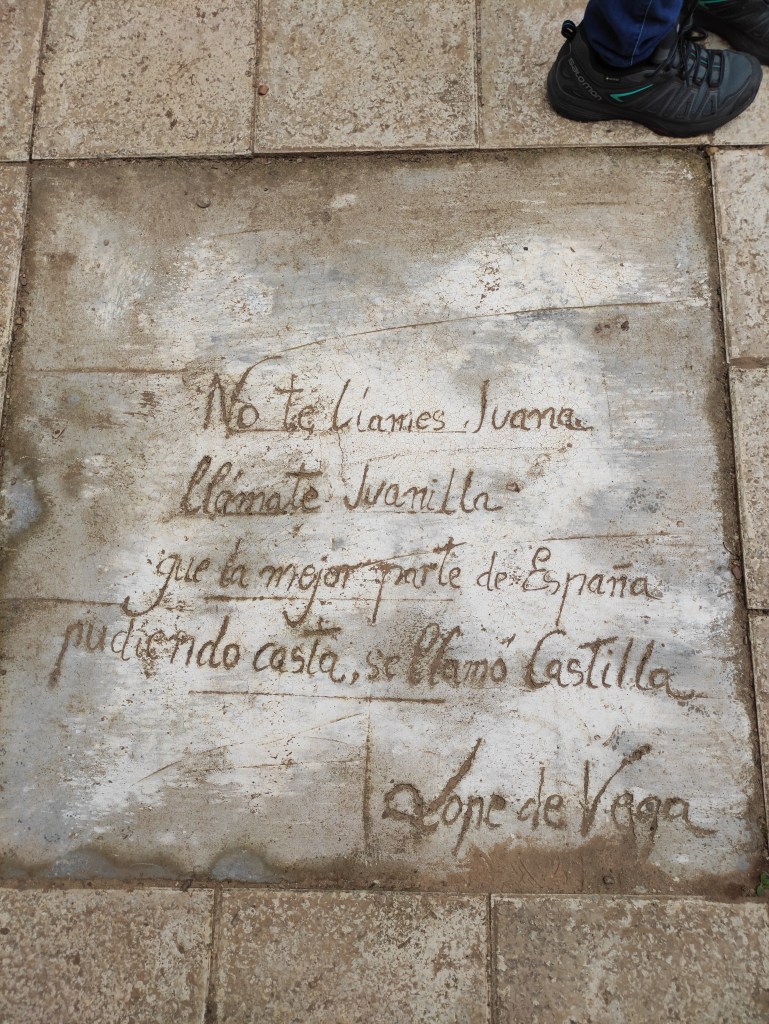 SALOMON
No te llames Juana
llámate Juanilla
que la mejor parte de España
pudiendo casta, se llamó Castilla
Lope de Vega